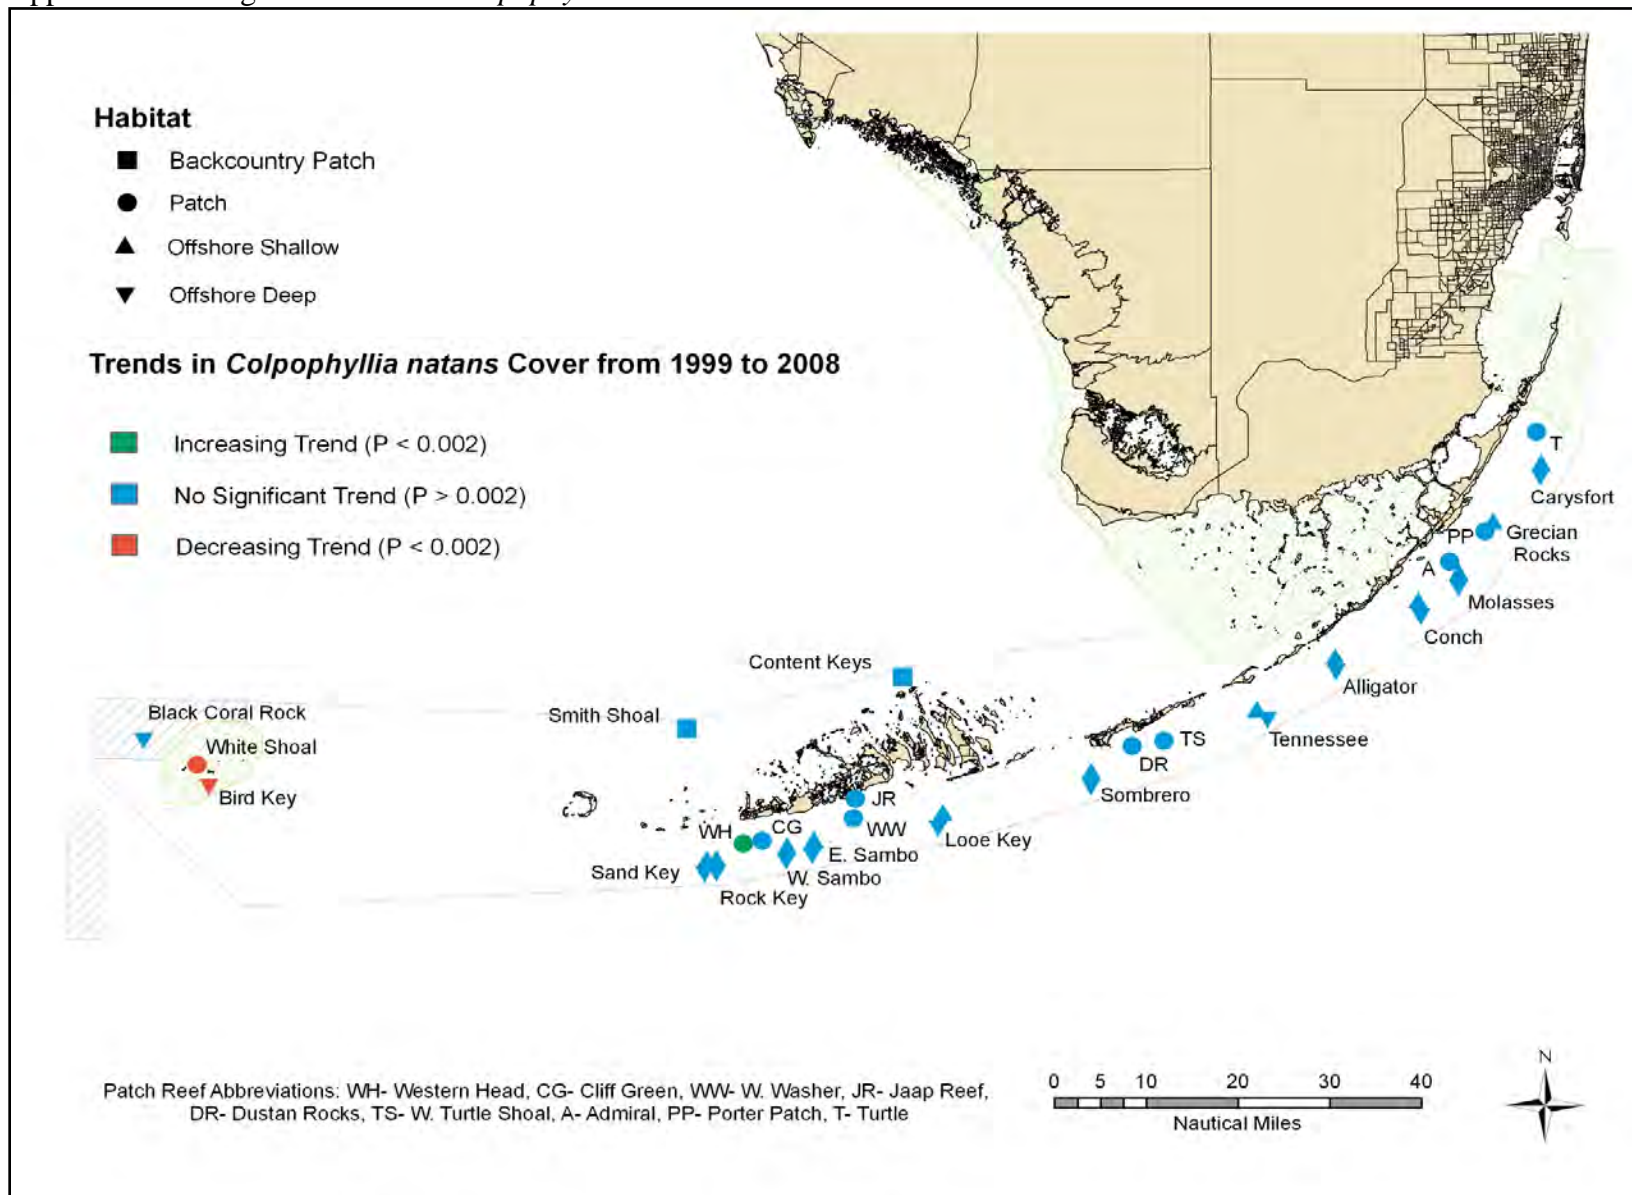 Habitat
Backcountry Patch
Patch
Offshore Shallow
Offshore Deep
Trends in Colpophyllia natans Cover from 1999 to 2008
Increasing Trend (P < 0.002)
No Significant Trend (P > 0.002)
Decreasing Trend (P < 0.002)
T
Carysfort
PP
Grecian
Rocks
A
Molasses
Conch
Alligator
Tennessee
TS
DR
Sombrero
Content Keys
Smith Shoal
Black Coral Rock
White Shoal
Bird Key
JR
WW
Looe Key
WH
CG
E. Sambo
W. Sambo
Sand Key
Rock Key
Patch Reef Abbreviations: WH- Western Head, CG- Cliff Green, WW- W. Washer, JR- Jaap Reef,
DR- Dustan Rocks, TS- W. Turtle Shoal, A- Admiral, PP- Porter Patch, T- Turtle
0 5 10 20 30 40
Nautical Miles
N